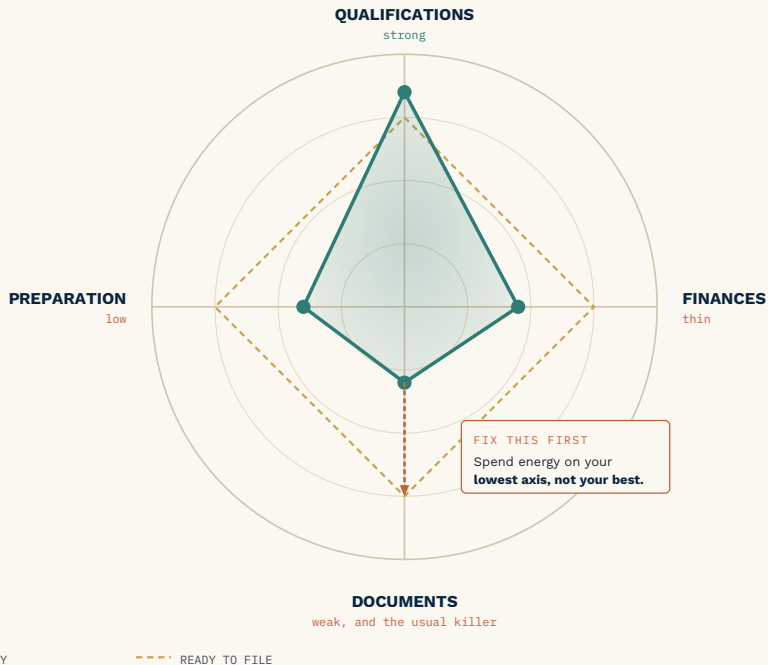 QUALIFICATIONS
strong
PREPARATION
low
FINANCES
thin
FIX THIS FIRST
Spend energy on your
lowest axis, not your best.
DOCUMENTS
weak, and the usual killer
Y
READY TO FILE